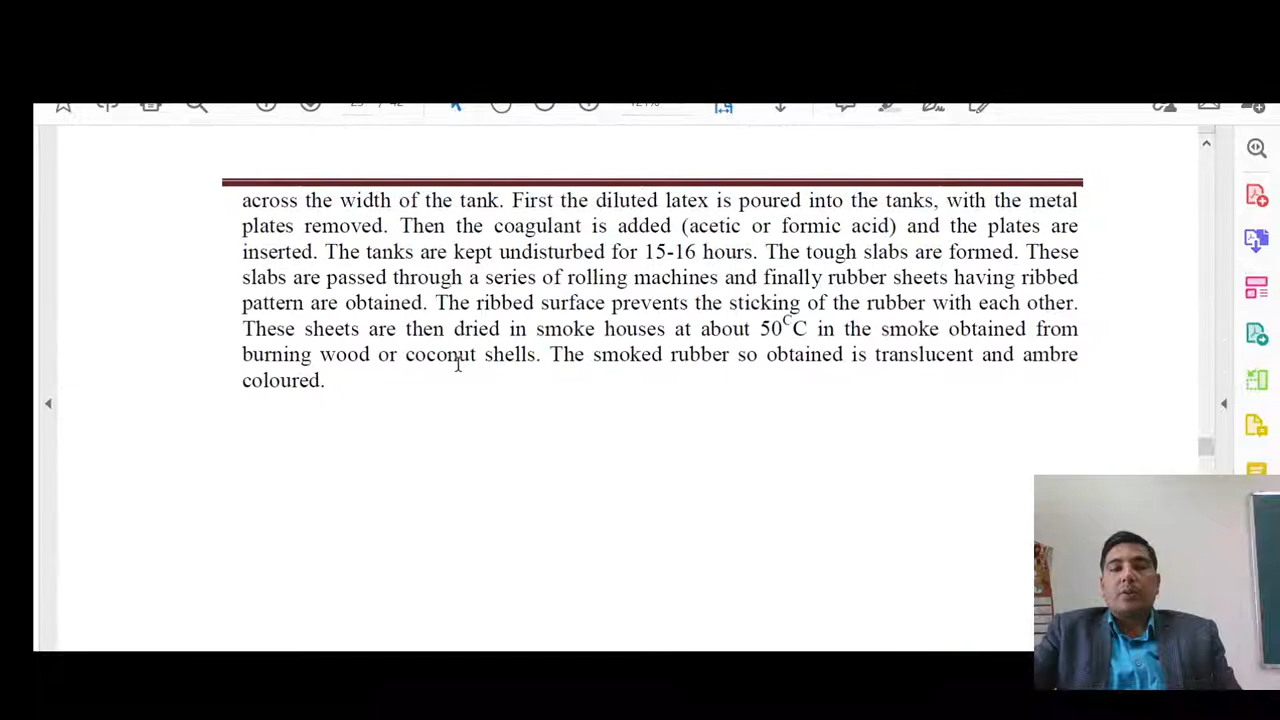 across the width of the tank. First the diluted latex is poured into the tanks, with the metal
plates removed. Then the coagulant is added (acetic or formic acid) and the plates are
inserted. The tanks are kept undisturbed for 15-16 hours. The tough slabs are formed. These
slabs are passed through a series of rolling machines and finally rubber sheets having ribbed
pattern are obtained. The ribbed surface prevents the sticking of the rubber with each other.
These sheets are then dried in smoke houses at about 50°C in the smoke obtained from
burning wood or coconut shells. The smoked rubber so obtained is translucent and ambre
coloured.